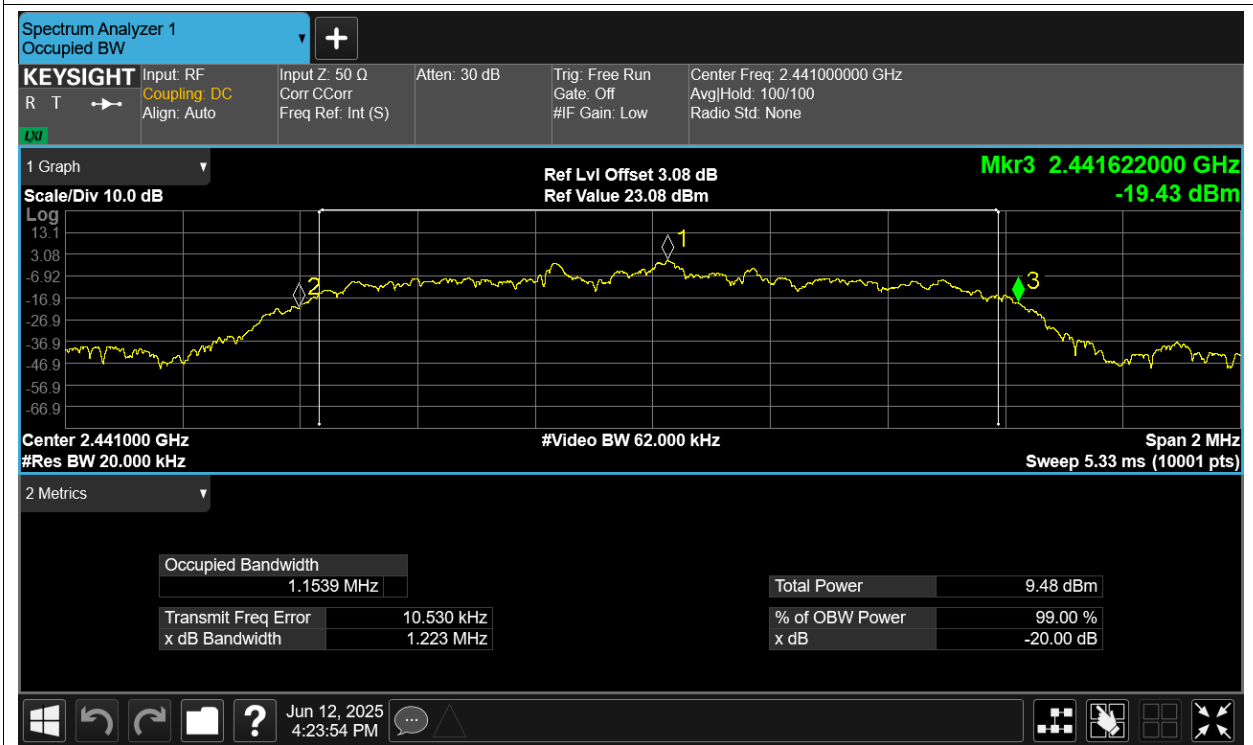 Spectrum Analyzer 1
Occupied BW
KEYSIGHT
R T
LXI
Input: RF
Coupling: DC
Align: Auto
Input Z: 50 Ω
Corr CCorr
Freq Ref: Int (S)
Atten: 30 dB
Trig: Free Run
Gate: Off
#IF Gain: Low
Center Freq: 2.441000000 GHz
Avg|Hold: 100/100
Radio Std: None
1 Graph
Scale/Div 10.0 dB
Ref Lvl Offset 3.08 dB
Ref Value 23.08 dBm
Mkr3 2.441622000 GHz
-19.43 dBm
Log
13.1
3.08
-6.92
-16.9
-26.9
-36.9
-46.9
-56.9
-66.9
1
2
3
Center 2.441000 GHz
#Video BW 62.000 kHz
Span 2 MHz
#Res BW 20.000 kHz
Sweep 5.33 ms (10001 pts)
2 Metrics
Occupied Bandwidth
1.1539 MHz
Total Power 9.48 dBm
Transmit Freq Error 10.530 kHz
% of OBW Power 99.00 %
x dB Bandwidth 1.223 MHz
x dB -20.00 dB
?
Jun 12, 2025
4:23:54 PM